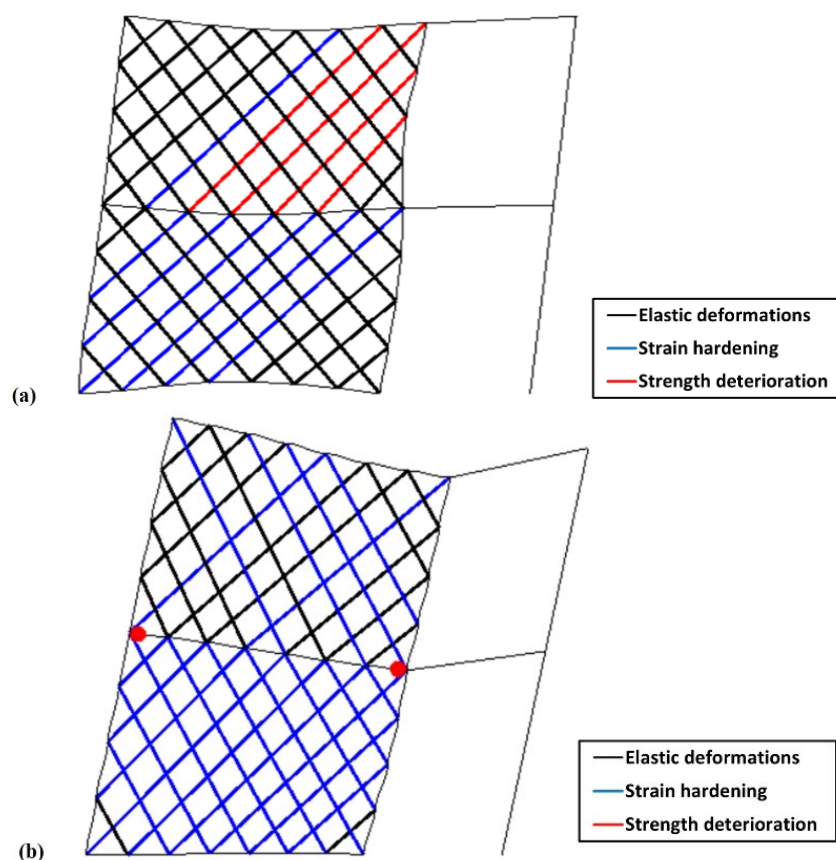 Elastic deformations
Strain hardening
Strength deterioration
(a)
Elastic deformations
Strain hardening
Strength deterioration
(b)